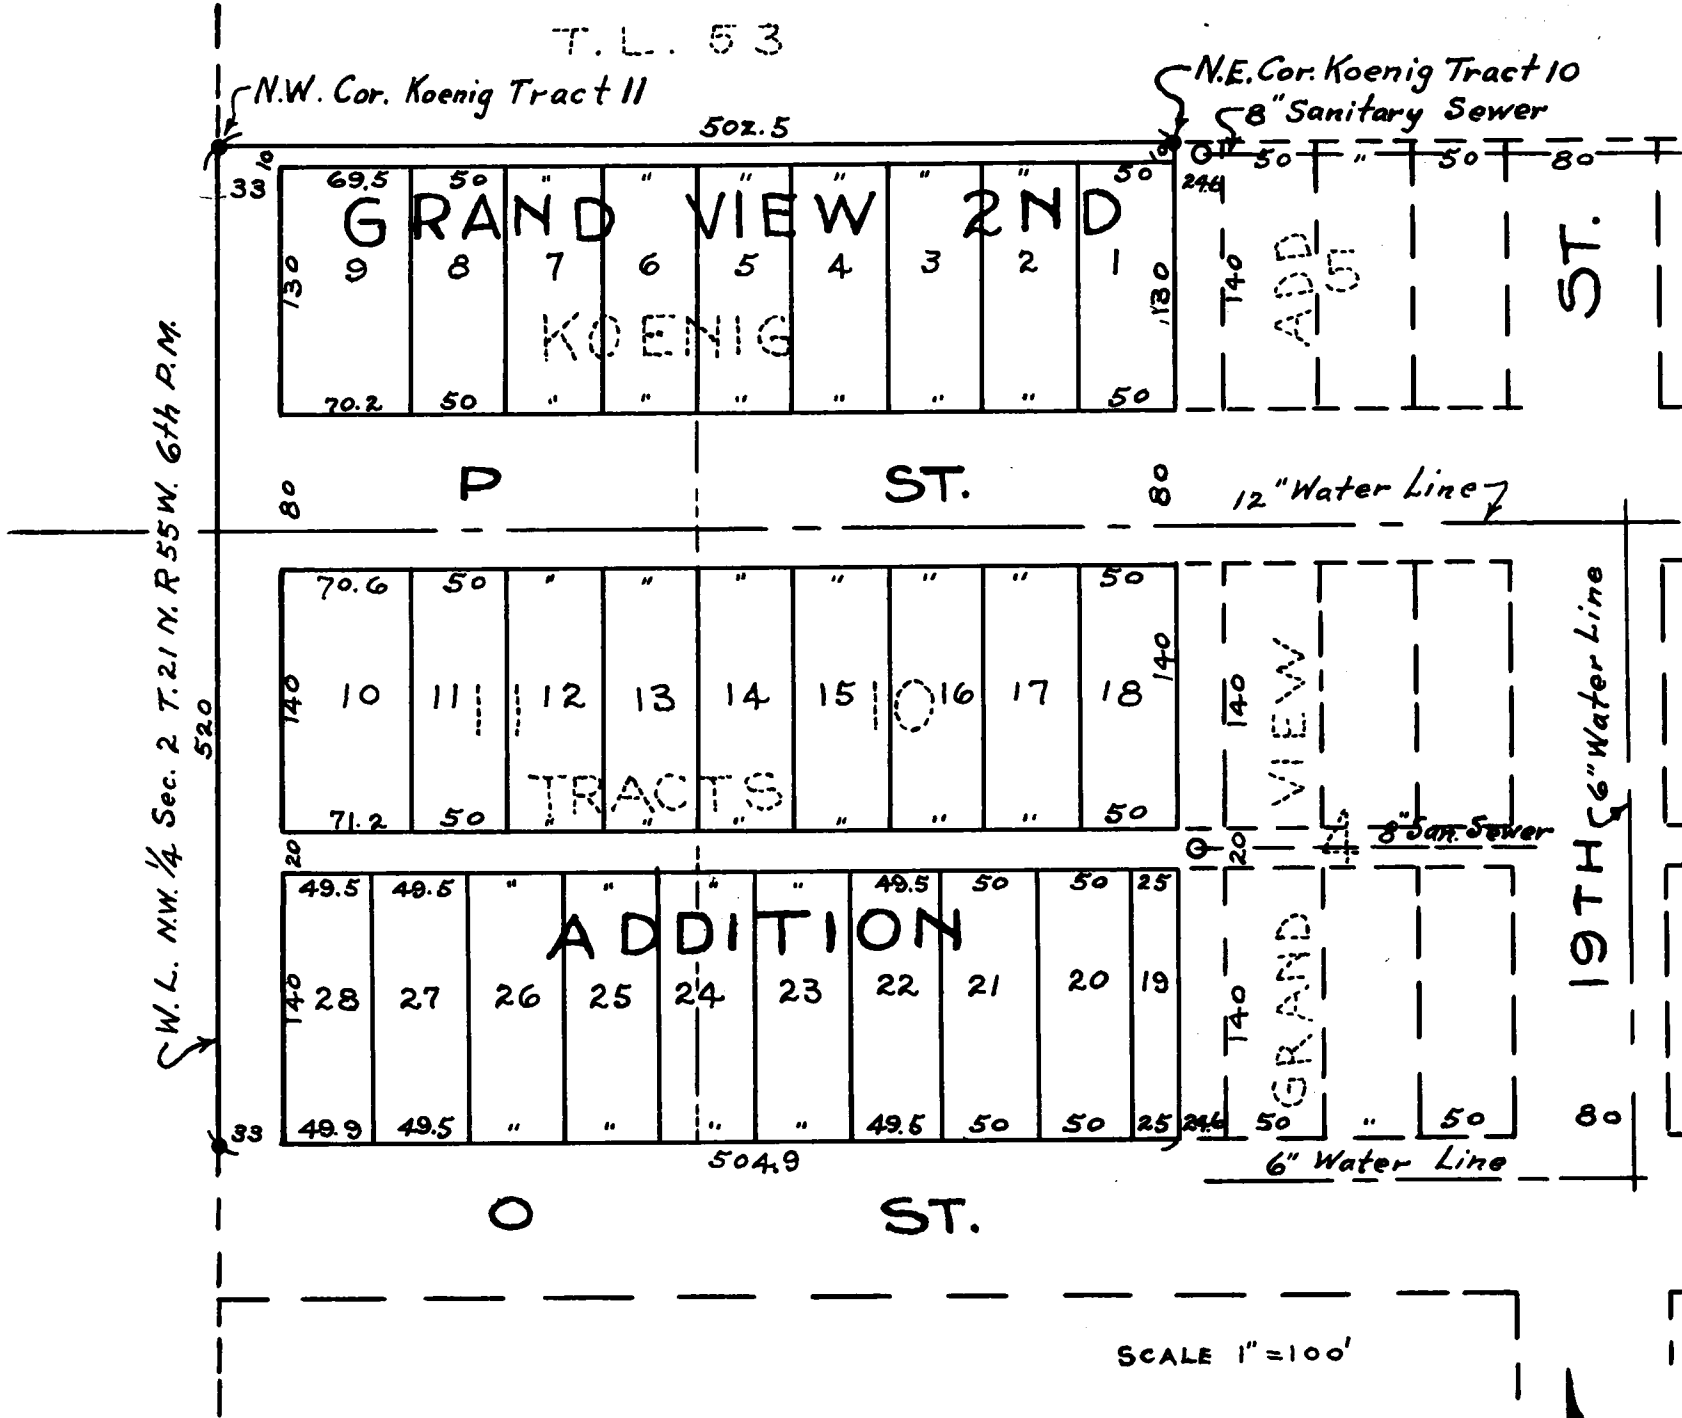 T.L. 53
N.W. Cor. Koenig Tract 11
N.E. Cor. Koenig Tract 10
8" Sanitary Sewer
502.5
33 10 10 24.6 50 " 50 80
69.5 50 " " " " " " 50
GRAND VIEW 2ND
9 8 7 6 5 4 3 2 1
130 130 140
KOENIG
ADD
5
ST.
70.2 50 " " " " " " 50
P ST.
80 80
12" Water Line
W.L. N.W. 1/4 Sec. 2 T. 21 N. R 55 W. 6th P.M.
520
70.6 50 " " " " " " 50
140 140 140
10 11 12 13 14 15 16 17 18
11 10
TRACTS
VIEW
6" Water Line
19TH
71.2 50 " " " " " " 50
20 20
4
8" San. Sewer
49.5 49.5 " " " " 49.5 50 50 25
ADDITION
140 140
28 27 26 25 24 23 22 21 20 19
GRAND
49.9 49.5 " " " " 49.5 50 50 25 24.6 50 " 50 80
33
504.9
6" Water Line
O ST.
SCALE 1" = 100'